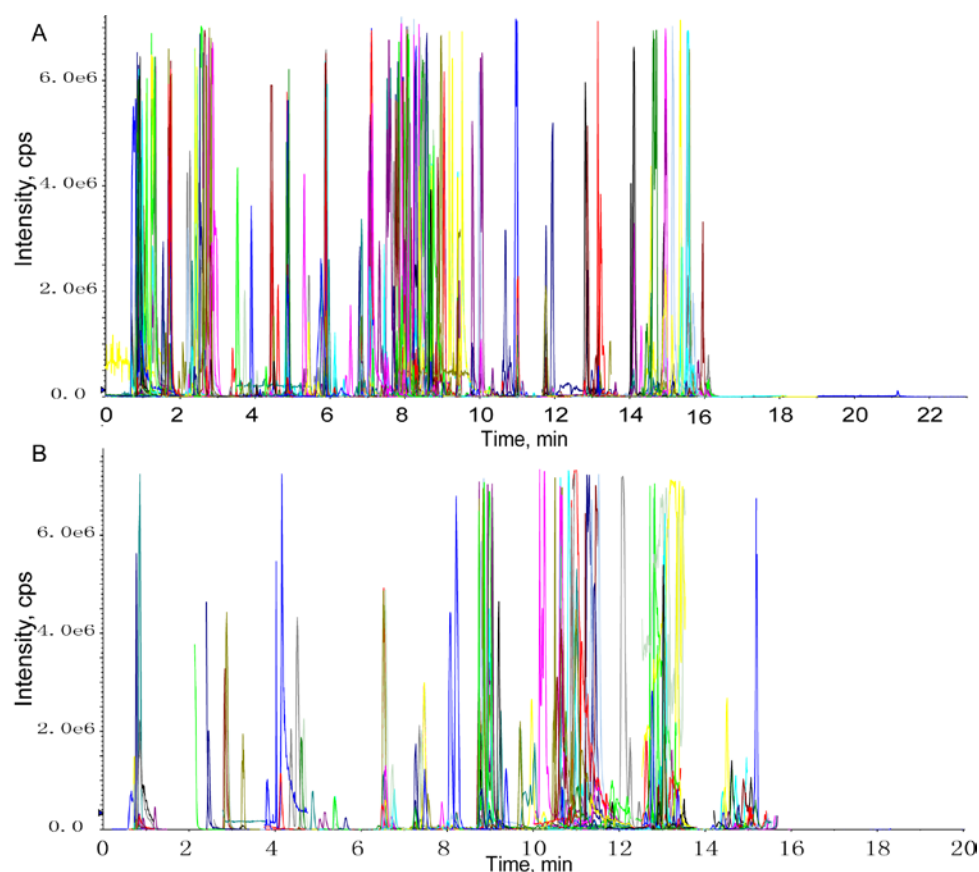 A
Intensity, cps
6. 0e6
4. 0e6
2. 0e6
0. 0
0 2 4 6 8 10 12 14 16 18 20 22
Time, min
B
Intensity, cps
6. 0e6
4. 0e6
2. 0e6
0. 0
0 2 4 6 8 10 12 14 16 18 20
Time, min